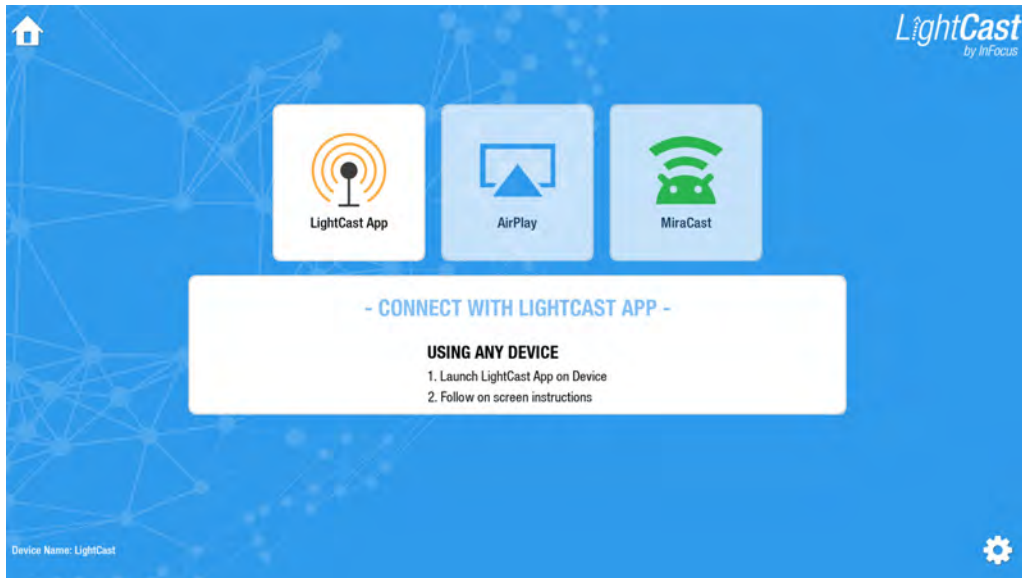 LightCast
by InFocus
LightCast App
AirPlay
MiraCast
- CONNECT WITH LIGHTCAST APP -
USING ANY DEVICE
1. Launch LightCast App on Device
2. Follow on screen instructions
Device Name: LightCast